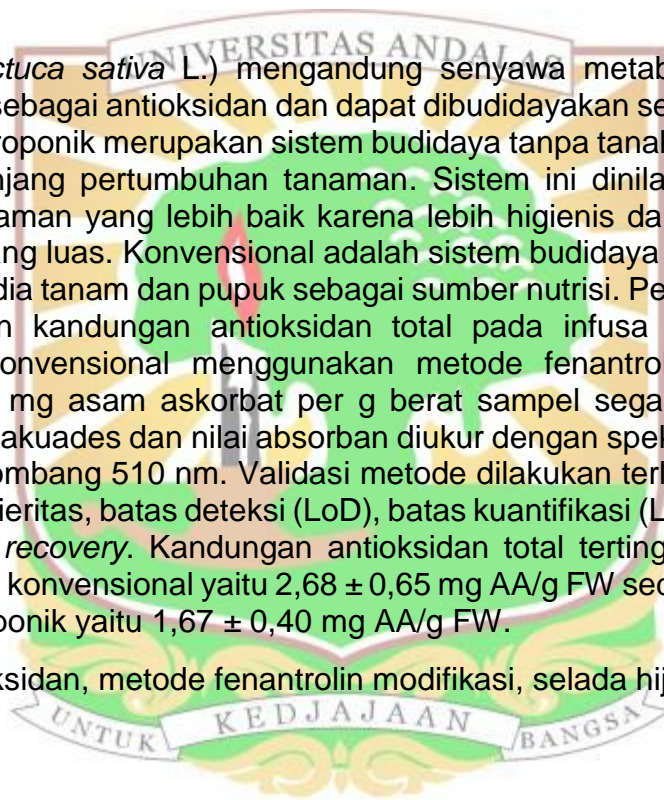 UNIVERSITAS ANDALAS
ctuca sativa L.) mengandung senyawa metab
sebagai antioksidan dan dapat dibudidayakan se
roponik merupakan sistem budidaya tanpa tanal
njang pertumbuhan tanaman. Sistem ini dinila
aman yang lebih baik karena lebih higienis da
ang luas. Konvensional adalah sistem budidaya
dia tanam dan pupuk sebagai sumber nutrisi. Pe
n kandungan antioksidan total pada infusa
onvensional menggunakan metode fenantro
mg asam askorbat per g berat sampel sega
akuades dan nilai absorban diukur dengan spek
ombang 510 nm. Validasi metode dilakukan terl
ieritas, batas deteksi (LoD), batas kuantifikasi (L
recovery. Kandungan antioksidan total terting
konvensional yaitu 2,68 ± 0,65 mg AA/g FW sed
ponik yaitu 1,67 ± 0,40 mg AA/g FW.
ksidan, metode fenantrolin modifikasi, selada hij
UNTUK KEDJAJAAN BANGSA